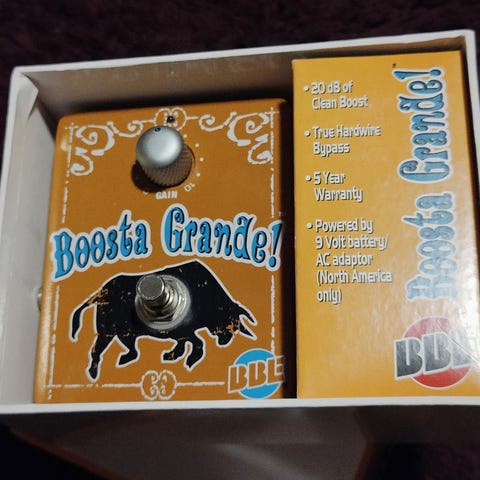 GAIN
10
Boosta Grande!
BBE
• 20 dB of
Clean Boost
• True Hardwire
Bypass
• 5 Year
Warranty
• Powered by
9 Volt battery/
AC adaptor
(North America
only)
Boosta Grande!
BBE